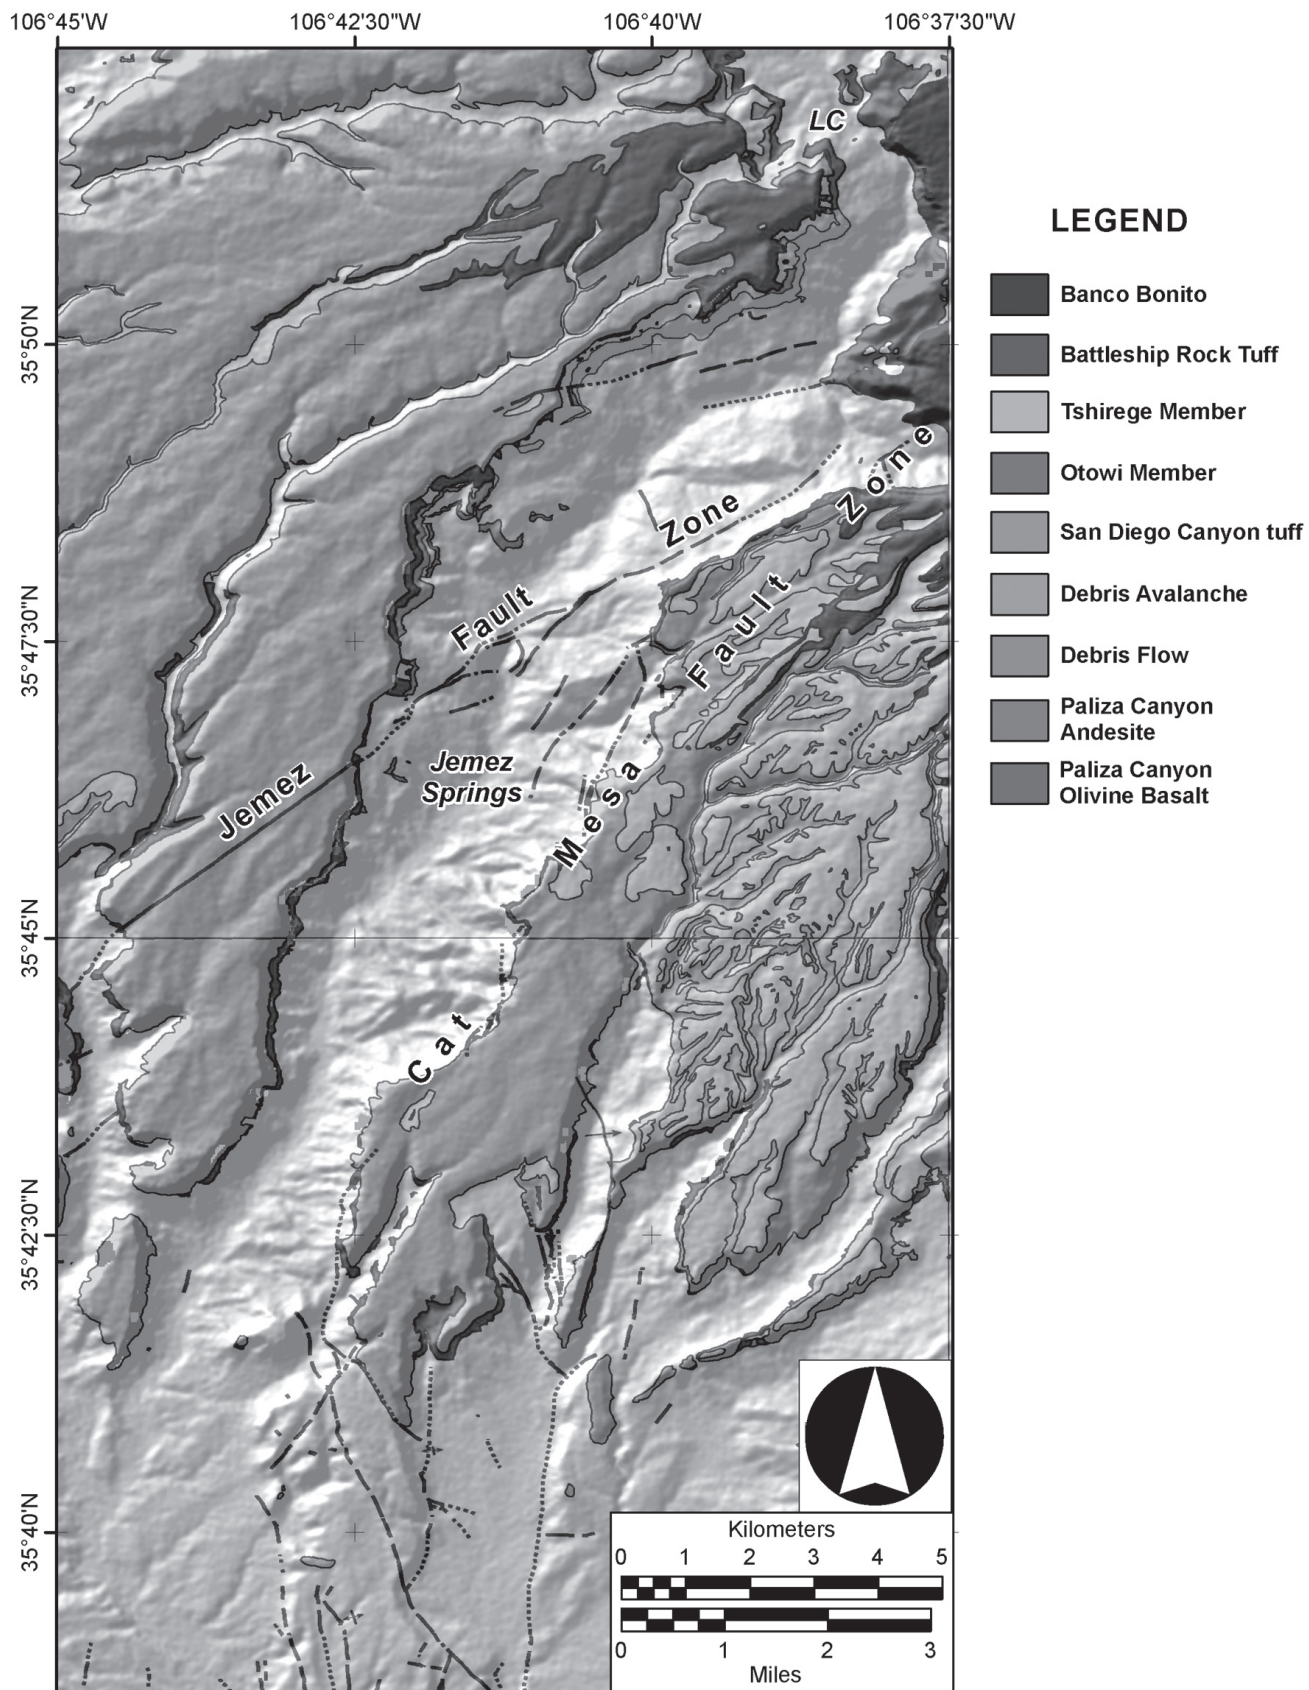 106°45'W
106°42'30"W
106°40'W
106°37'30"W
LC
35°50'N
35°47'30"N
35°45'N
35°42'30"N
35°40'N
Jemez Fault Zone
Cat Mesa Fault Zone
Jemez
Springs
LEGEND
Banco Bonito
Battleship Rock Tuff
Tshirege Member
Otowi Member
San Diego Canyon tuff
Debris Avalanche
Debris Flow
Paliza Canyon
Andesite
Paliza Canyon
Olivine Basalt
Kilometers
0 1 2 3 4 5
0 1 2 3
Miles